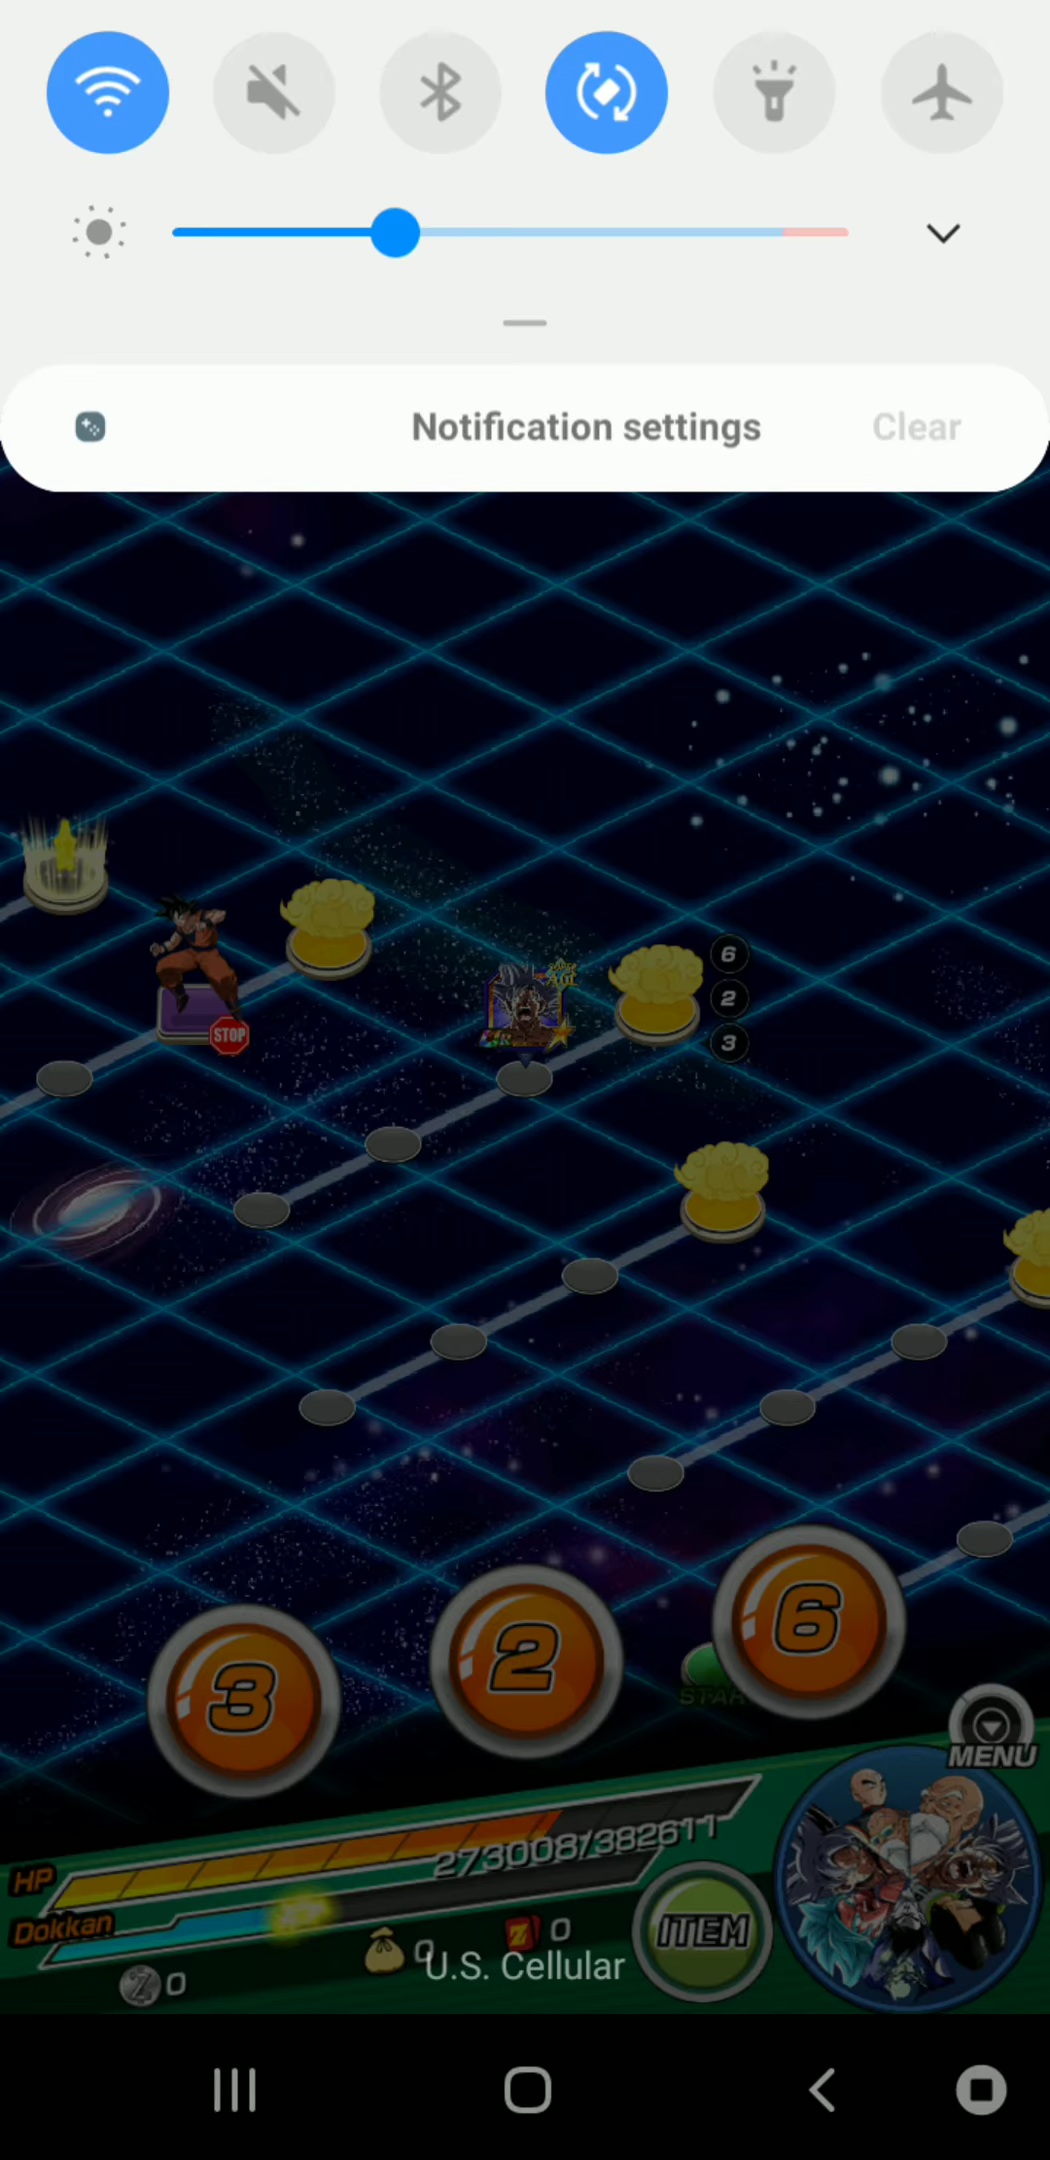 Notification settings
Clear
6
2
3
STOP
3
2
6
STAR
MENU
HP
273008/382611
Dokkan
0
0
0
ITEM
U.S. Cellular